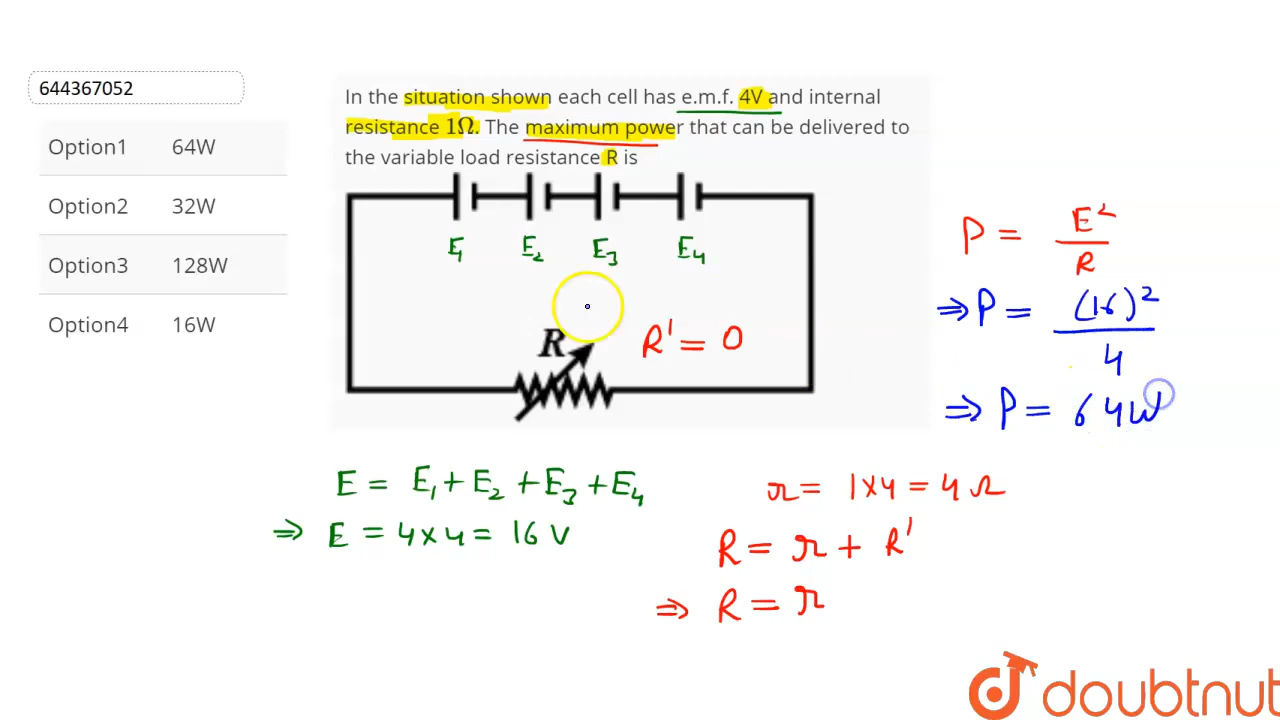 644367052
Option1 64W
Option2 32W
Option3 128W
Option4 16W
In the situation shown each cell has e.m.f. 4V and internal
resistance 1Ω. The maximum power that can be delivered to
the variable load resistance R is
E1 E2 E3 E4
R
R' = 0
P = E² / R
⇒ P = (16)² / 4
⇒ P = 64W
E = E1 + E2 + E3 + E4
⇒ E = 4 × 4 = 16 V
r = 1×4 = 4 Ω
R = r + R'
⇒ R = r
doubtnut